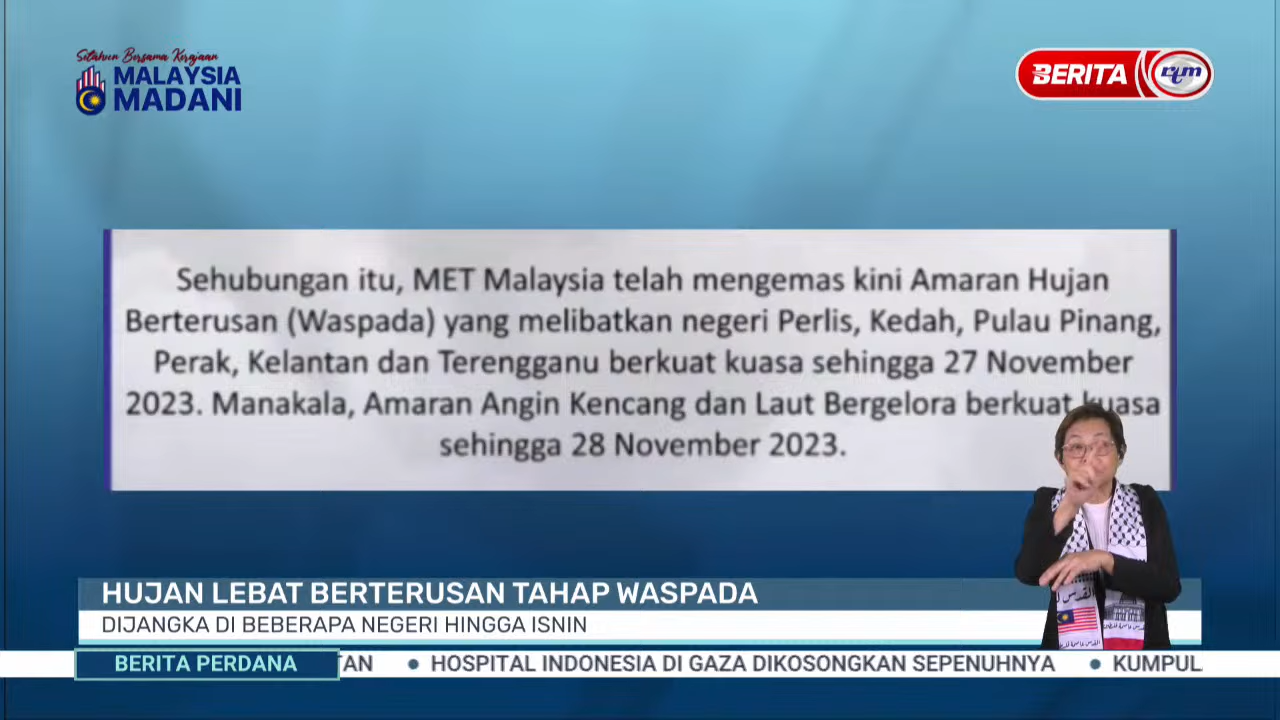 Setahun Bersama Kerajaan
MALAYSIA
MADANI
BERITA rtm
Sehubungan itu, MET Malaysia telah mengemas kini Amaran Hujan
Berterusan (Waspada) yang melibatkan negeri Perlis, Kedah, Pulau Pinang,
Perak, Kelantan dan Terengganu berkuat kuasa sehingga 27 November
2023. Manakala, Amaran Angin Kencang dan Laut Bergelora berkuat kuasa
sehingga 28 November 2023.
HUJAN LEBAT BERTERUSAN TAHAP WASPADA
DIJANGKA DI BEBERAPA NEGERI HINGGA ISNIN
BERITA PERDANA TAN • HOSPITAL INDONESIA DI GAZA DIKOSONGKAN SEPENUHNYA • KUMPUL